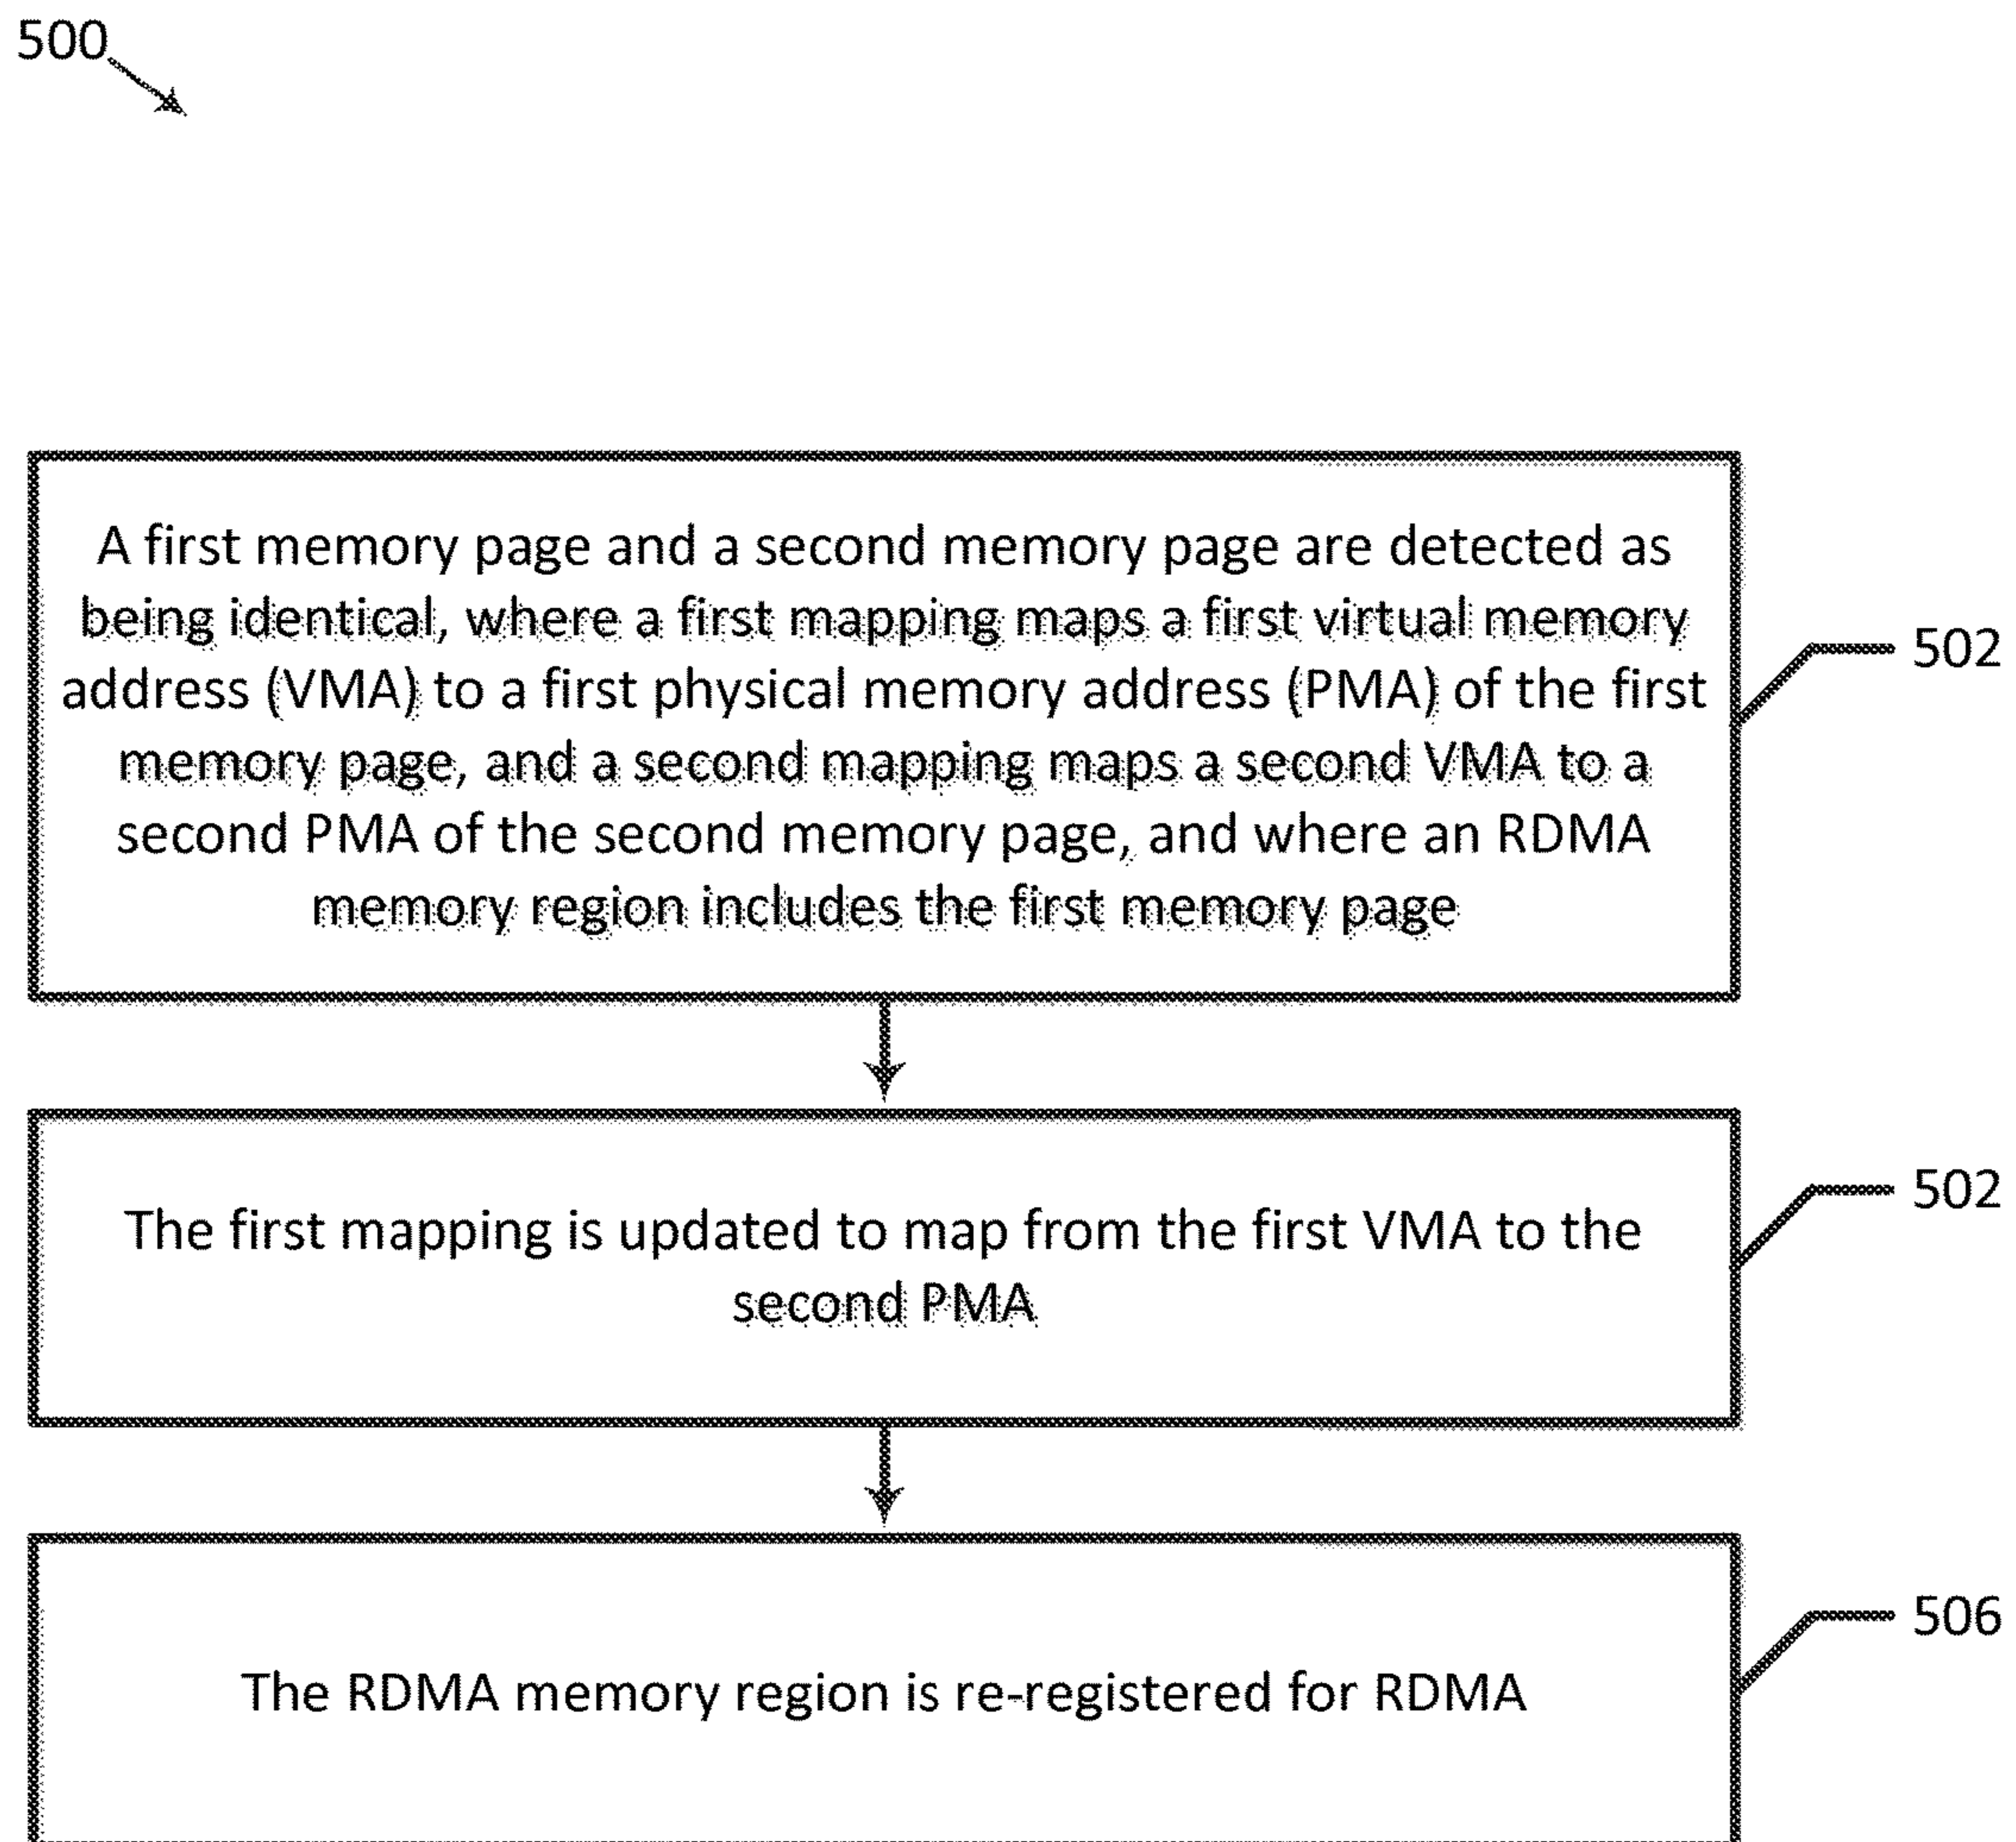 500
A first memory page and a second memory page are detected as
being identical, where a first mapping maps a first virtual memory
address (VMA) to a first physical memory address (PMA) of the first
memory page, and a second mapping maps a second VMA to a
second PMA of the second memory page, and where an RDMA
memory region includes the first memory page
502
The first mapping is updated to map from the first VMA to the
second PMA
502
The RDMA memory region is re-registered for RDMA
506